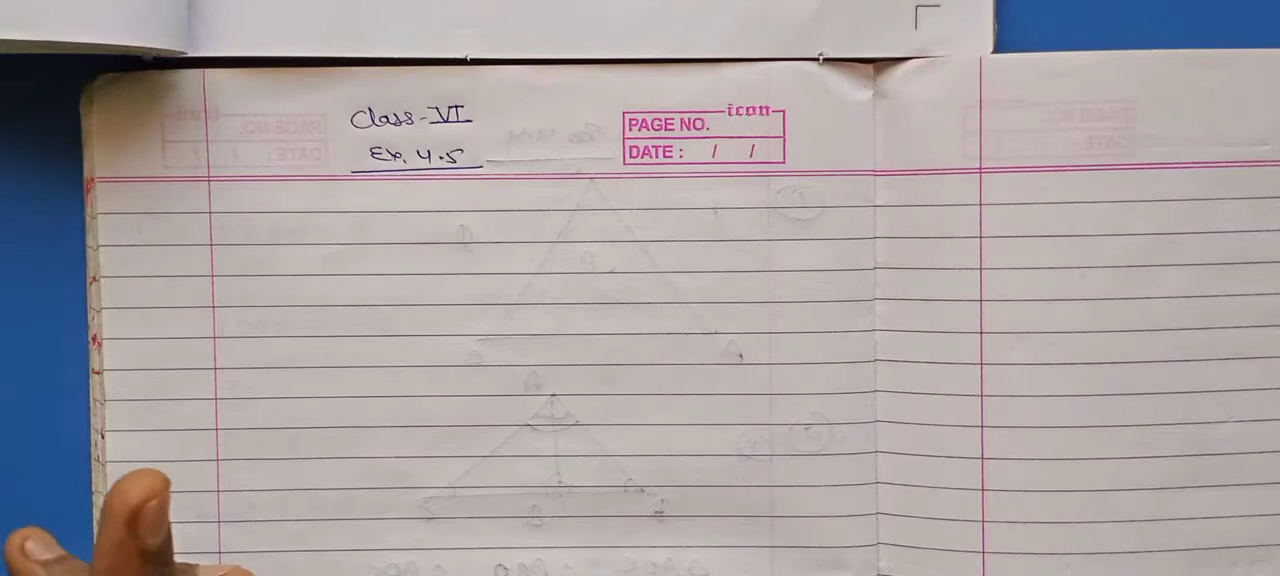 Class-VI
Ex. 4.5
icon
PAGE NO.
DATE : / /